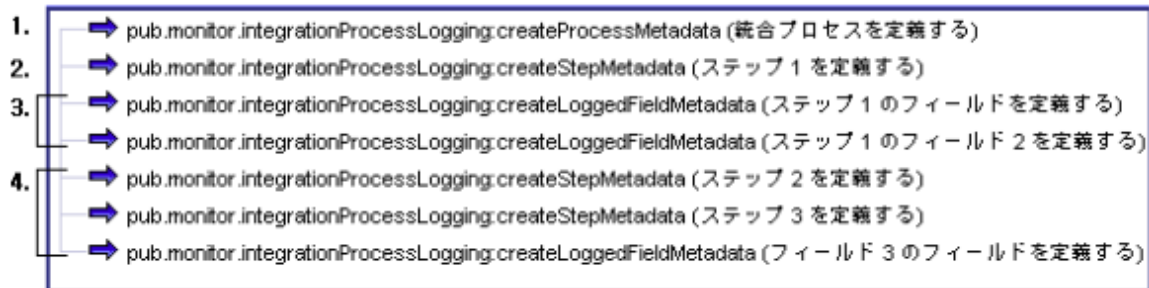 1. pub.monitor.integrationProcessLogging:createProcessMetadata (統合プロセスを定義する)
2. pub.monitor.integrationProcessLogging:createStepMetadata (ステップ 1 を定義する)
3. pub.monitor.integrationProcessLogging:createLoggedFieldMetadata (ステップ 1 のフィールドを定義する)
pub.monitor.integrationProcessLogging:createLoggedFieldMetadata (ステップ 1 のフィールド 2 を定義する)
4. pub.monitor.integrationProcessLogging:createStepMetadata (ステップ 2 を定義する)
pub.monitor.integrationProcessLogging:createStepMetadata (ステップ 3 を定義する)
pub.monitor.integrationProcessLogging:createLoggedFieldMetadata (フィールド 3 のフィールドを定義する)